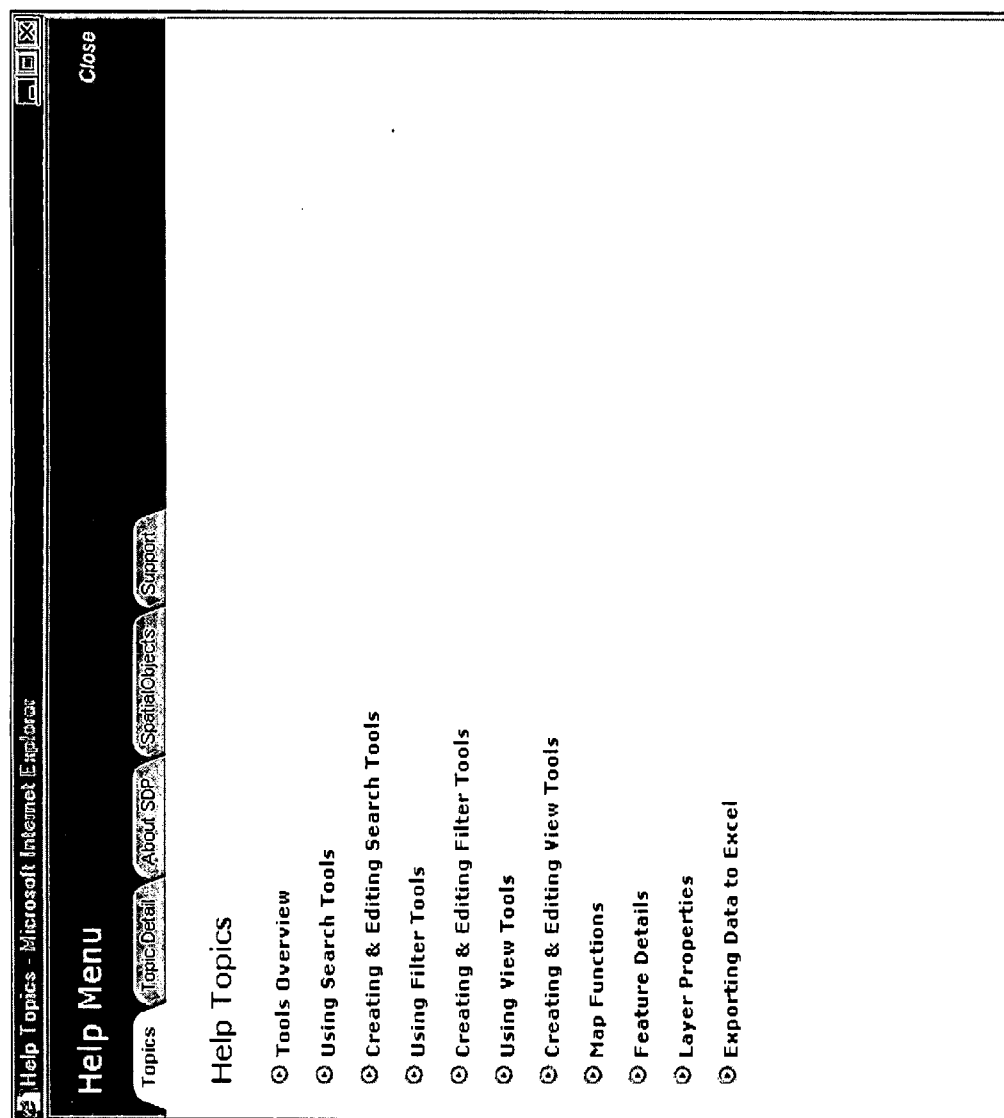 Help Topics - Microsoft Internet Explorer
Help Menu
Close
Topics
Topic Detail
About SDP
SpatialObjects
Support
Help Topics
Tools Overview
Using Search Tools
Creating & Editing Search Tools
Using Filter Tools
Creating & Editing Filter Tools
Using View Tools
Creating & Editing View Tools
Map Functions
Feature Details
Layer Properties
Exporting Data to Excel